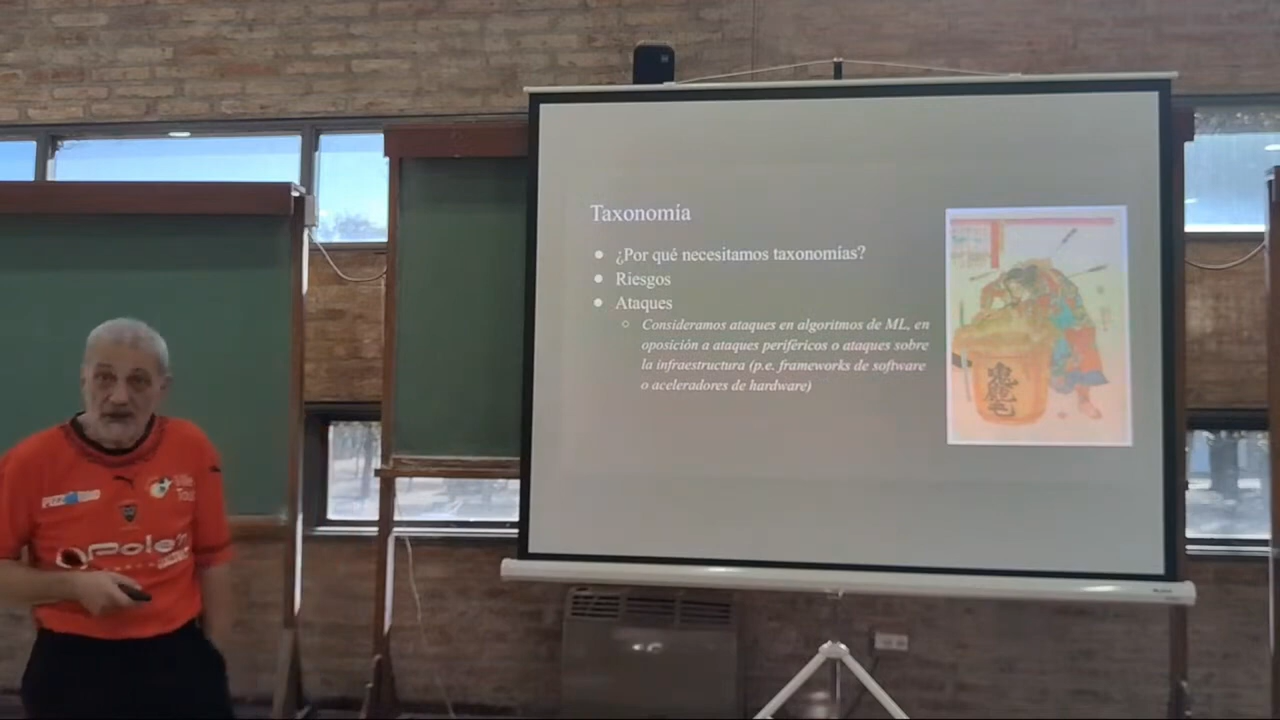 Taxonomía
● ¿Por qué necesitamos taxonomías?
● Riesgos
● Ataques
○ Consideramos ataques en algoritmos de ML, en
oposición a ataques periféricos o ataques sobre
la infraestructura (p.e. frameworks de software
o aceleradores de hardware)